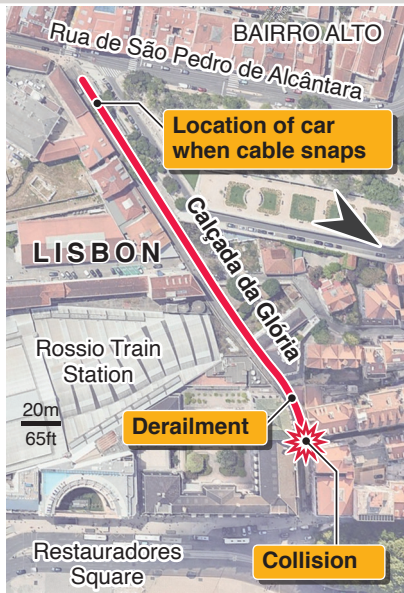 BAIRRO ALTO
Rua de São Pedro de Alcântara
Location of car
when cable snaps
Calçada da Glória
LISBON
Rossio Train
Station
20m
65ft
Derailment
Restauradores
Square
Collision